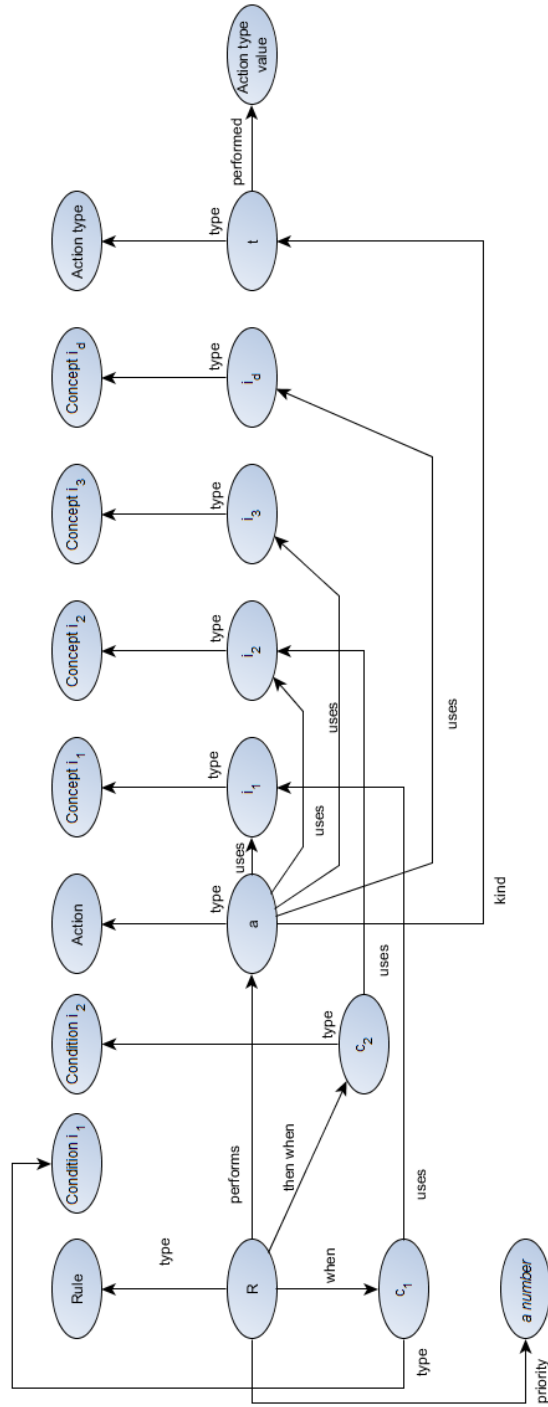 Rule
Condition i1
Condition i2
Action
Concept i1
Concept i2
Concept i3
Concept id
Action type
type
type
type
type
type
type
type
type
R
performs
a
uses
i1
i2
i3
id
t
performed
Action type
value
then when
when
c2
uses
uses
uses
uses
type
c1
uses
kind
priority
a number